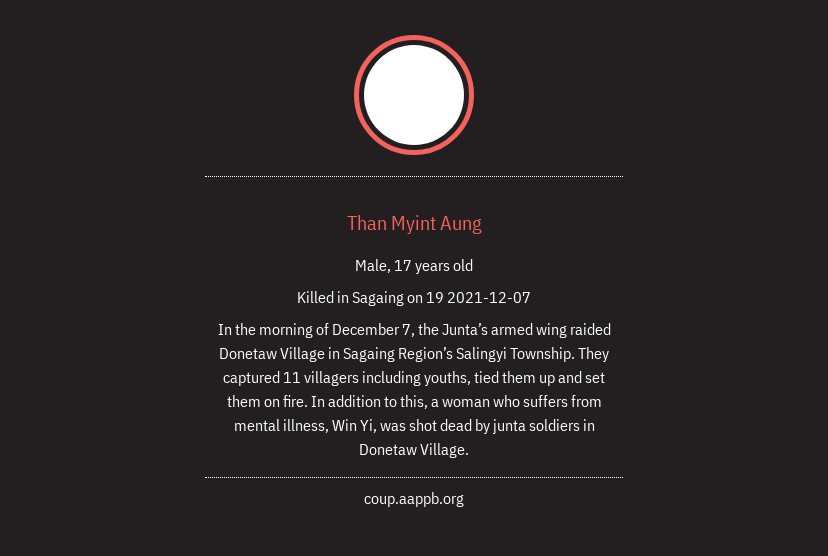 Than Myint Aung
Male, 17 years old
Killed in Sagaing on 19 2021-12-07
In the morning of December 7, the Junta’s armed wing raided
Donetaw Village in Sagaing Region’s Salingyi Township. They
captured 11 villagers including youths, tied them up and set
them on fire. In addition to this, a woman who suffers from
mental illness, Win Yi, was shot dead by junta soldiers in
Donetaw Village.
coup.aappb.org